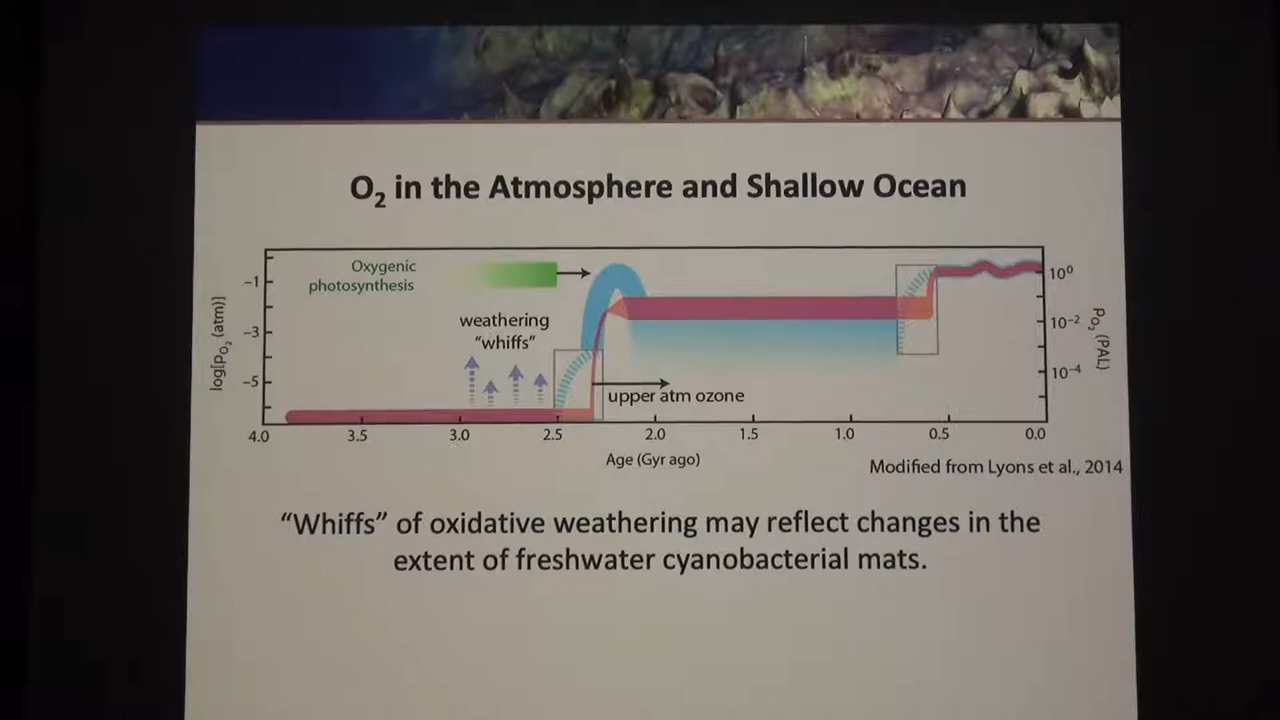 O₂ in the Atmosphere and Shallow Ocean
Oxygenic
photosynthesis
weathering
"whiffs"
upper atm ozone
log[pO₂ (atm)]
−1
−3
−5
10⁰
10⁻²
10⁻⁴
pO₂ (PAL)
4.0 3.5 3.0 2.5 2.0 1.5 1.0 0.5 0.0
Age (Gyr ago)
Modified from Lyons et al., 2014
“Whiffs” of oxidative weathering may reflect changes in the
extent of freshwater cyanobacterial mats.